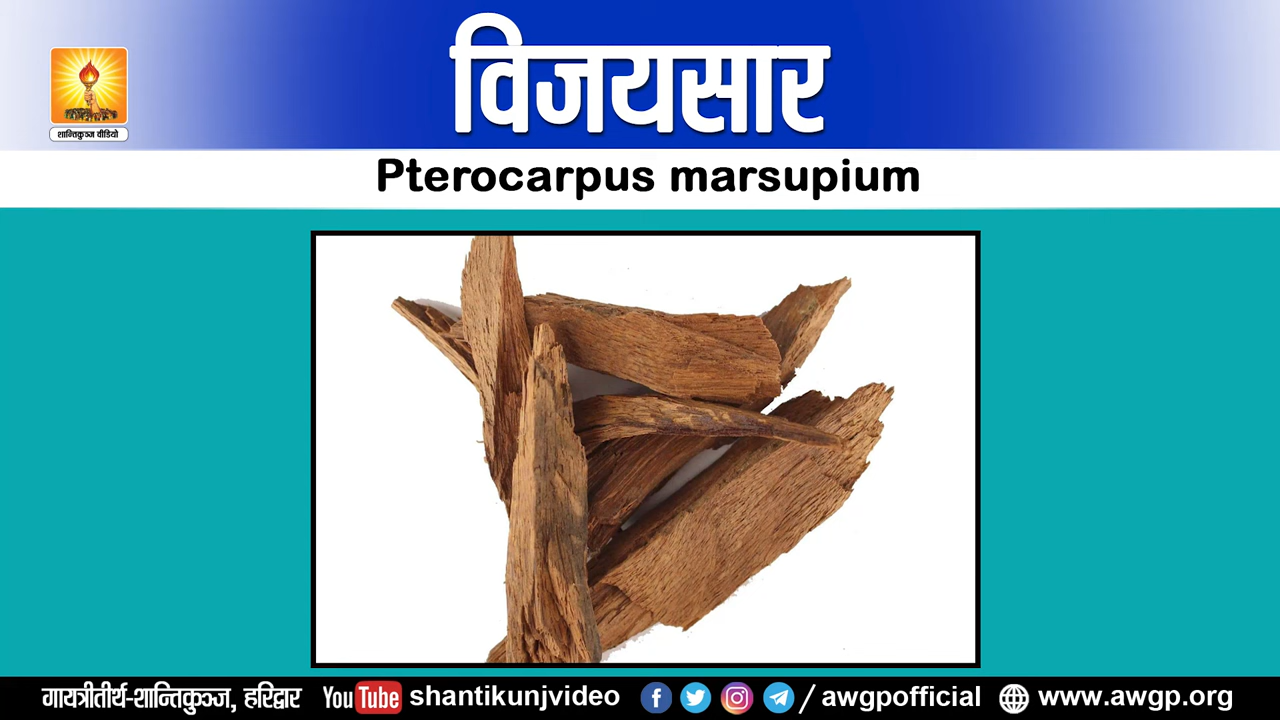 विजयसार
शान्तिकुञ्ज वीडियो
Pterocarpus marsupium
गायत्रीतीर्थ-शान्तिकुञ्ज, हरिद्वार YouTube shantikunjvideo /awgpofficial www.awgp.org